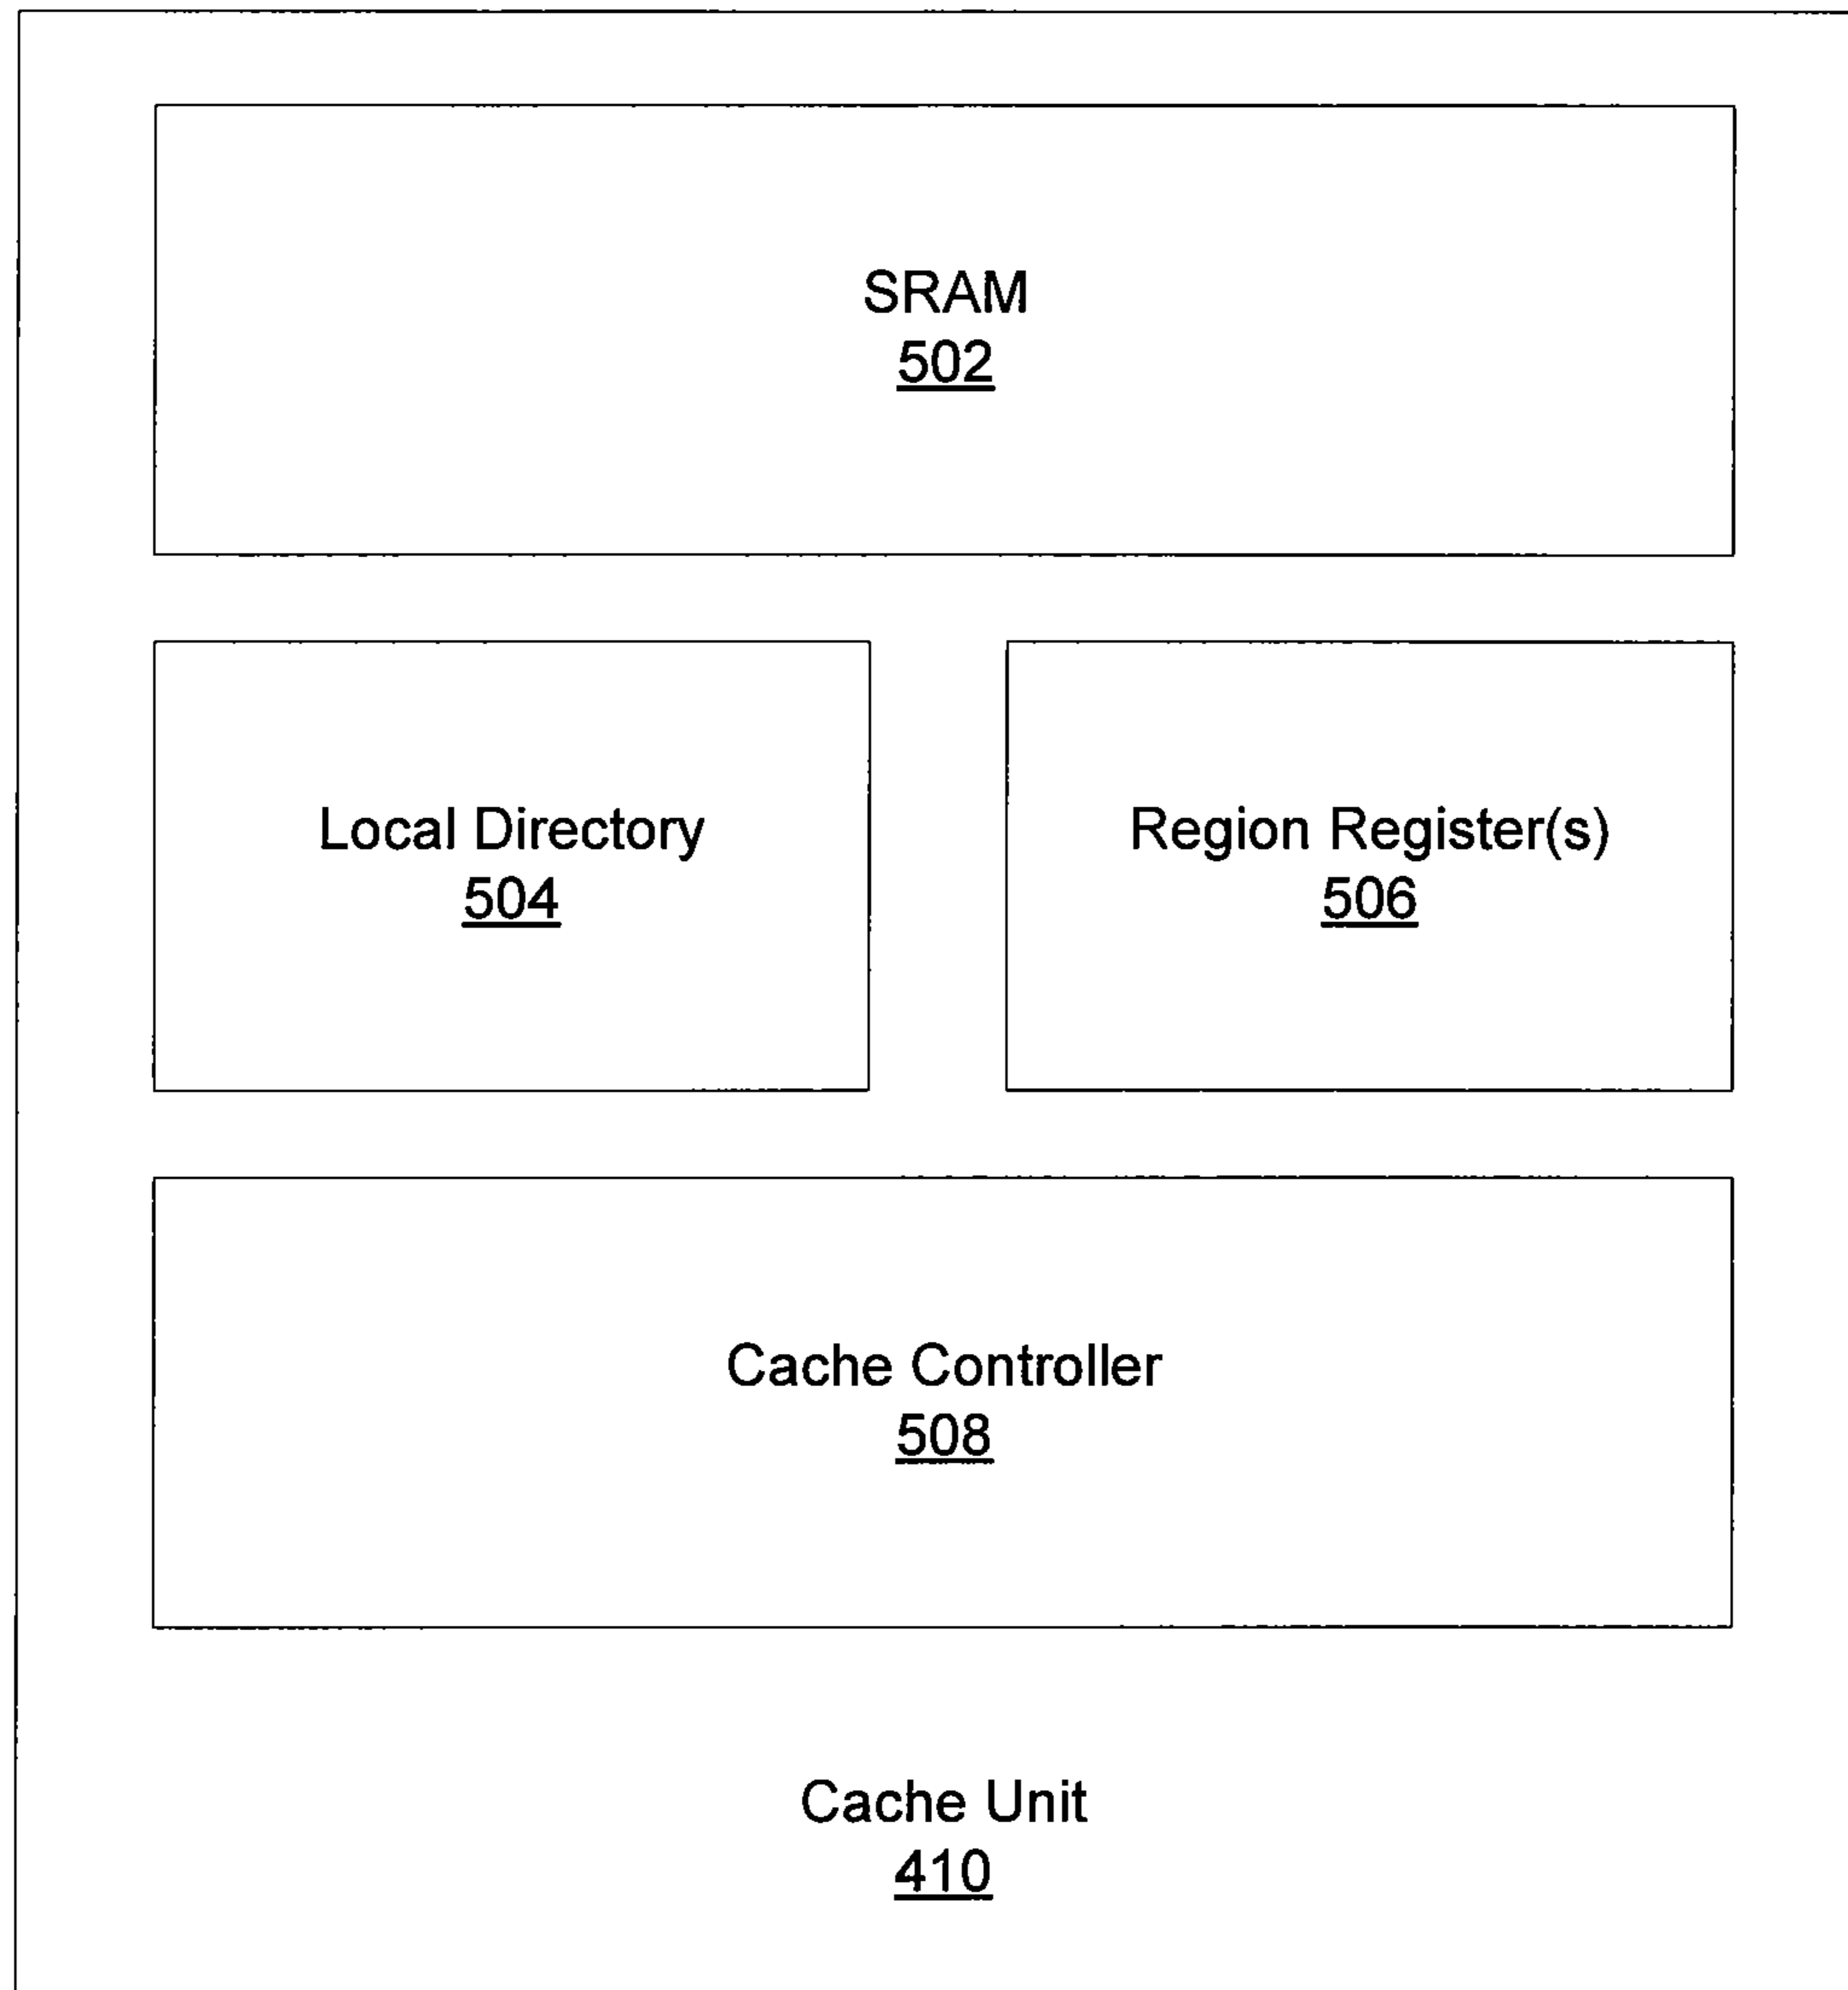 SRAM
502
Local Directory
504
Region Register(s)
506
Cache Controller
508
Cache Unit
410